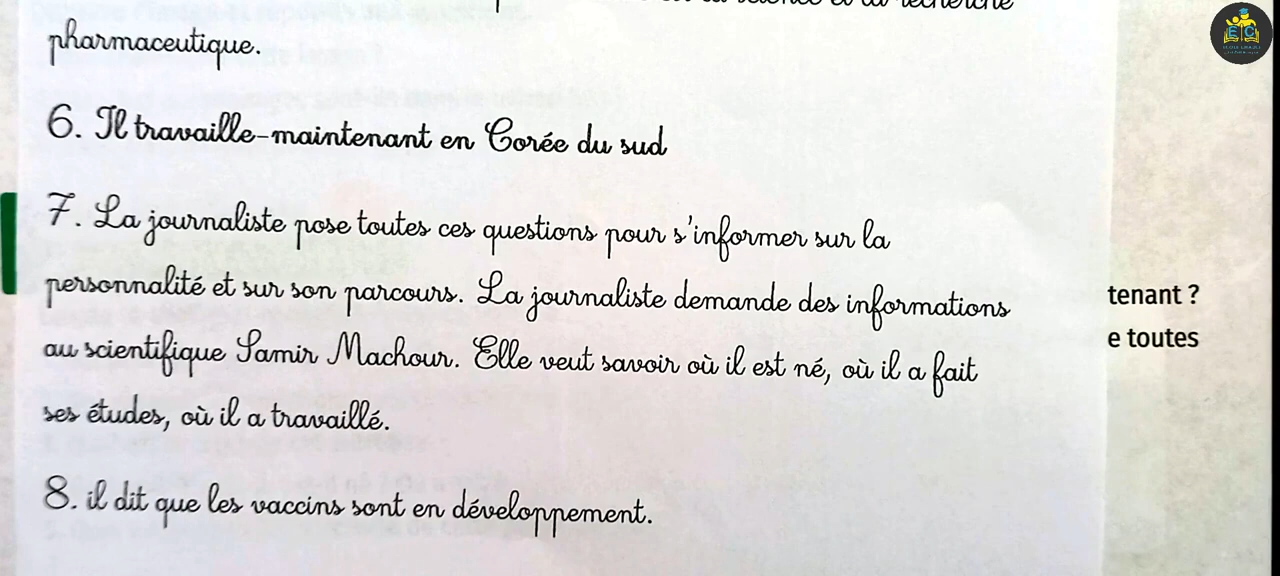 la recherche
pharmaceutique.
6. Il travaille-maintenant en Corée du sud
7. La journaliste pose toutes ces questions pour s'informer sur la
personnalité et sur son parcours. La journaliste demande des informations
au scientifique Samir Machour. Elle veut savoir où il est né, où il a fait
ses études, où il a travaillé.
8. il dit que les vaccins sont en développement.
tenant ?
e toutes
EC